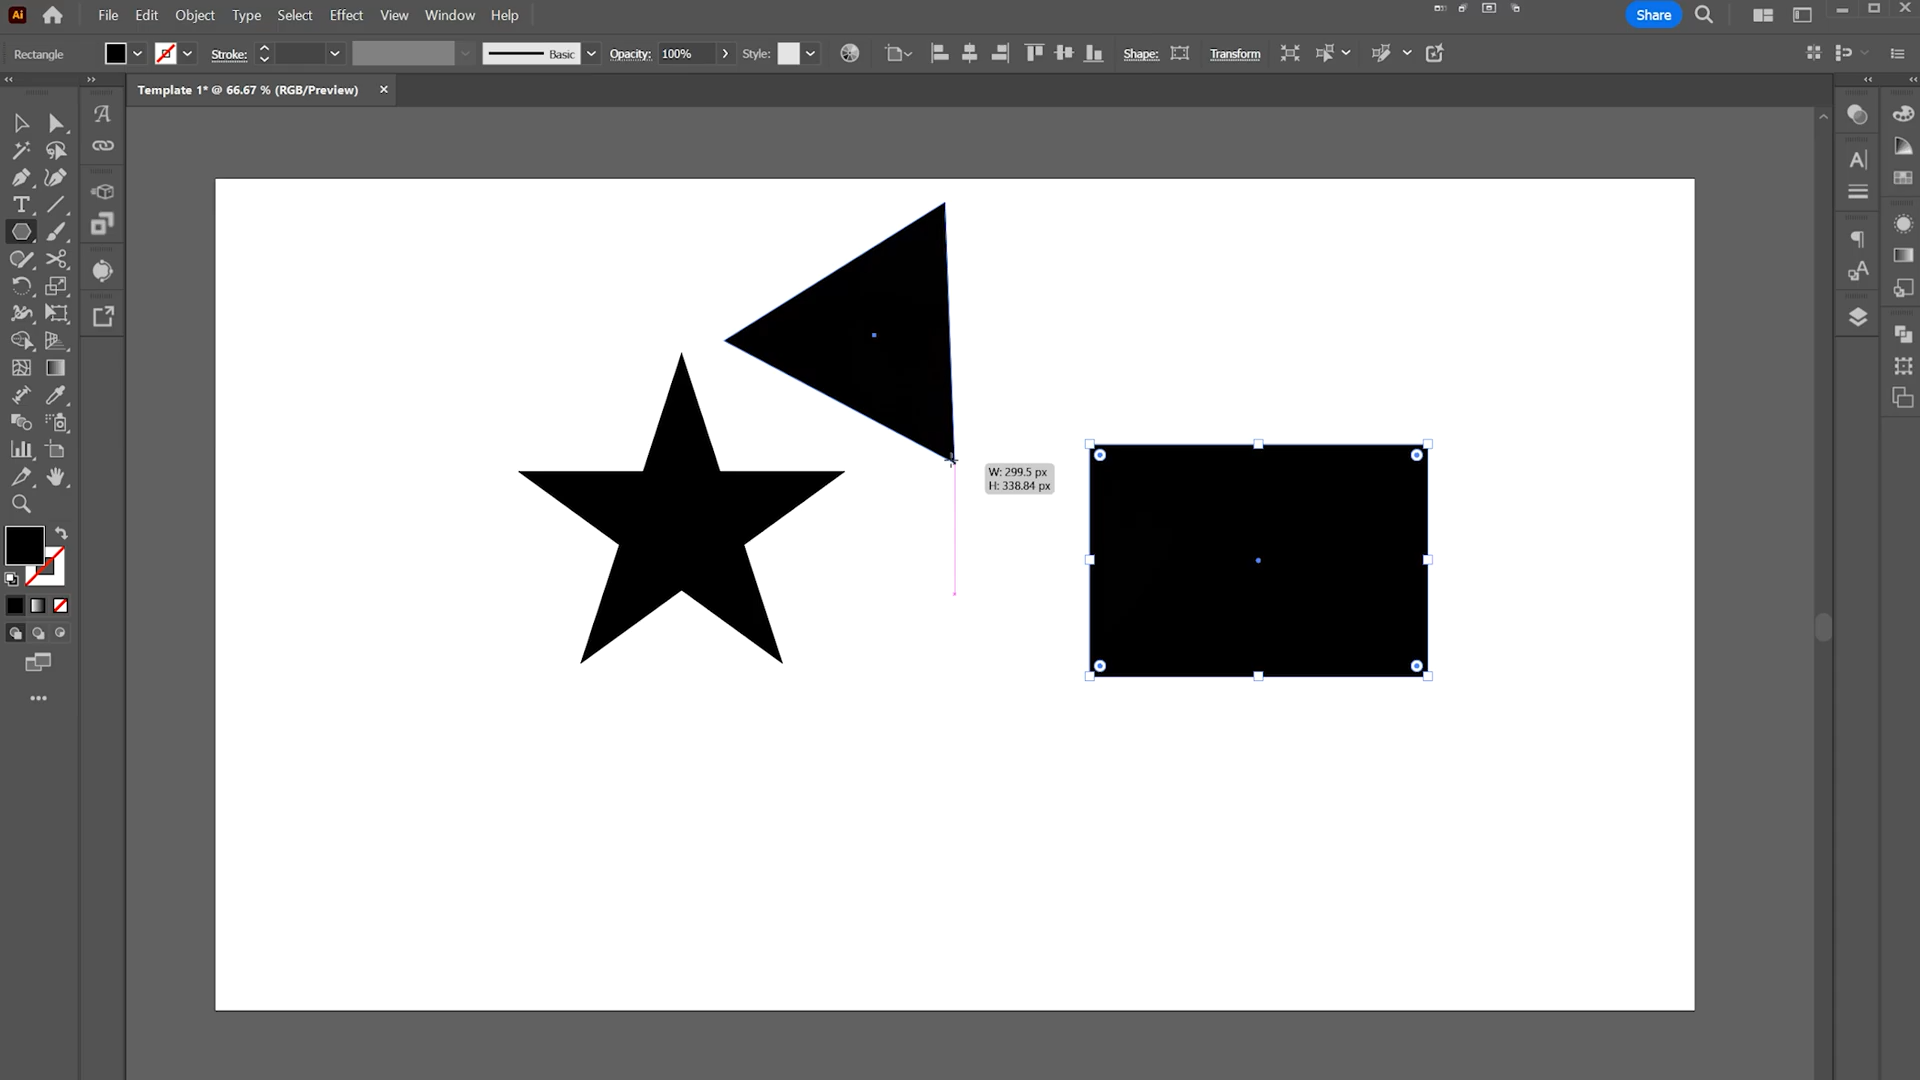 Ai File Edit Object Type Select Effect View Window Help Share
Rectangle Stroke: Basic Opacity: 100% Style: Shape: Transform
Template 1* @ 66.67 % (RGB/Preview)
W: 299.5 px
H: 338.84 px